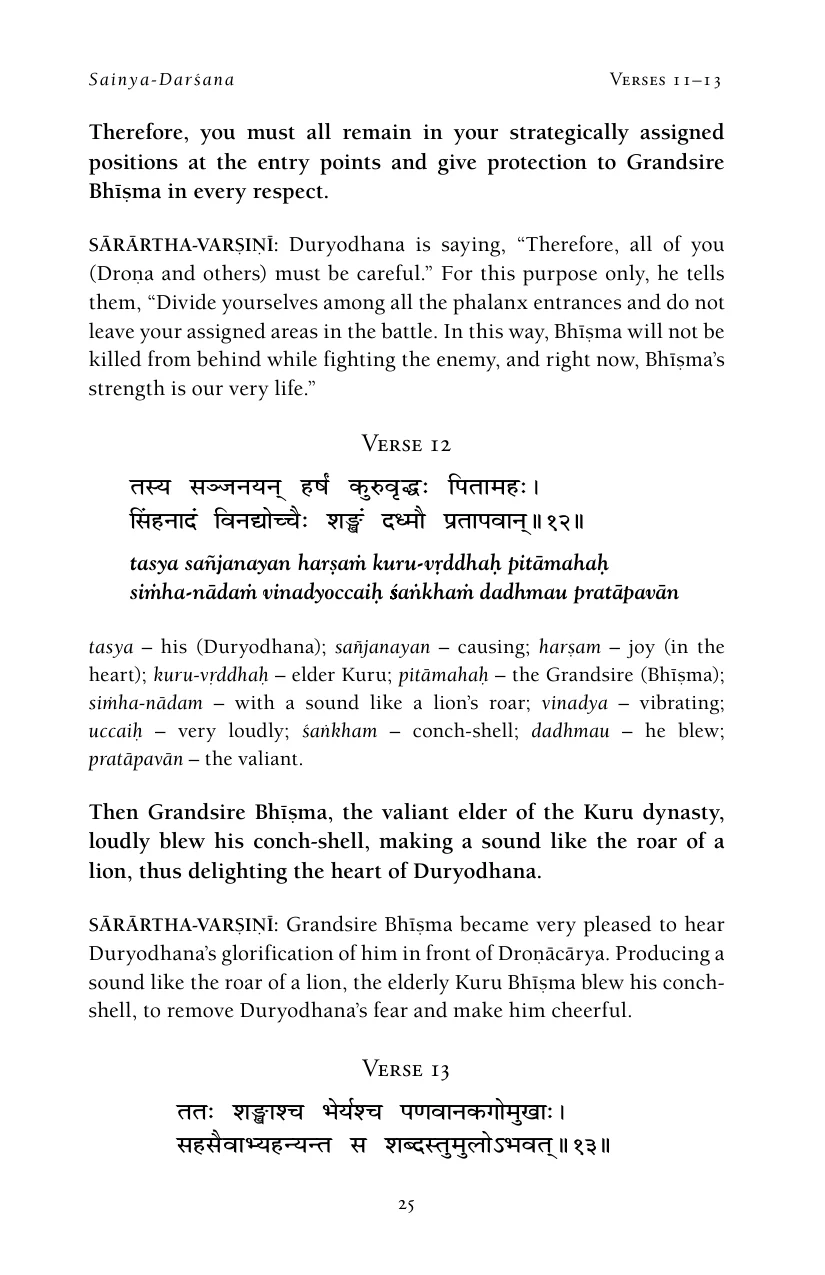 Sainya-Darśana Verses 11–13
Therefore, you must all remain in your strategically assigned
positions at the entry points and give protection to Grandsire
Bhīṣma in every respect.
SĀRĀRTHA-VARṢIṆĪ: Duryodhana is saying, “Therefore, all of you
(Droṇa and others) must be careful.” For this purpose only, he tells
them, “Divide yourselves among all the phalanx entrances and do not
leave your assigned areas in the battle. In this way, Bhīṣma will not be
killed from behind while fighting the enemy, and right now, Bhīṣma’s
strength is our very life.”
Verse 12
तस्य सञ्जनयन् हर्षं कुरुवृद्धः पितामहः।
सिंहनादं विनद्योच्चैः शङ्खं दध्मौ प्रतापवान्॥१२॥
tasya sañjanayan harṣaṁ kuru-vṛddhaḥ pitāmahaḥ
siṁha-nādaṁ vinadyoccaiḥ śaṅkhaṁ dadhmau pratāpavān
tasya – his (Duryodhana); sañjanayan – causing; harṣam – joy (in the
heart); kuru-vṛddhaḥ – elder Kuru; pitāmahaḥ – the Grandsire (Bhīṣma);
siṁha-nādam – with a sound like a lion’s roar; vinadya – vibrating;
uccaiḥ – very loudly; śaṅkham – conch-shell; dadhmau – he blew;
pratāpavān – the valiant.
Then Grandsire Bhīṣma, the valiant elder of the Kuru dynasty,
loudly blew his conch-shell, making a sound like the roar of a
lion, thus delighting the heart of Duryodhana.
SĀRĀRTHA-VARṢIṆĪ: Grandsire Bhīṣma became very pleased to hear
Duryodhana’s glorification of him in front of Droṇācārya. Producing a
sound like the roar of a lion, the elderly Kuru Bhīṣma blew his conch-
shell, to remove Duryodhana’s fear and make him cheerful.
Verse 13
ततः शङ्खाश्च भेर्यश्च पणवानकगोमुखाः।
सहसैवाभ्यहन्यन्त स शब्दस्तुमुलोऽभवत्॥१३॥
25